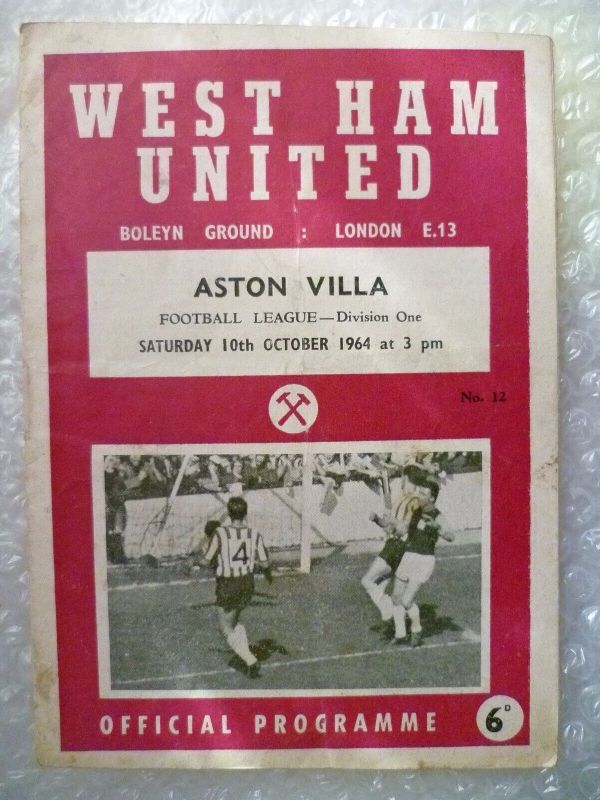 WEST HAM
UNITED
BOLEYN GROUND : LONDON E.13
ASTON VILLA
FOOTBALL LEAGUE—Division One
SATURDAY 10th OCTOBER 1964 at 3 pm
No. 12
4
OFFICIAL PROGRAMME
6D